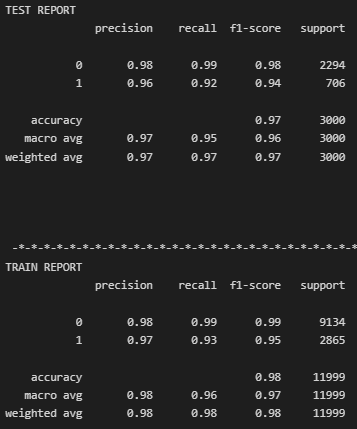 TEST REPORT
precision recall f1-score support
0 0.98 0.99 0.98 2294
1 0.96 0.92 0.94 706
accuracy 0.97 3000
macro avg 0.97 0.95 0.96 3000
weighted avg 0.97 0.97 0.97 3000
-*-*-*-*-*-*-*-*-*-*-*-*-*-*-*-*-*-*-*-*-*-*-*-*-*-*-*
TRAIN REPORT
precision recall f1-score support
0 0.98 0.99 0.99 9134
1 0.97 0.93 0.95 2865
accuracy 0.98 11999
macro avg 0.98 0.96 0.97 11999
weighted avg 0.98 0.98 0.98 11999